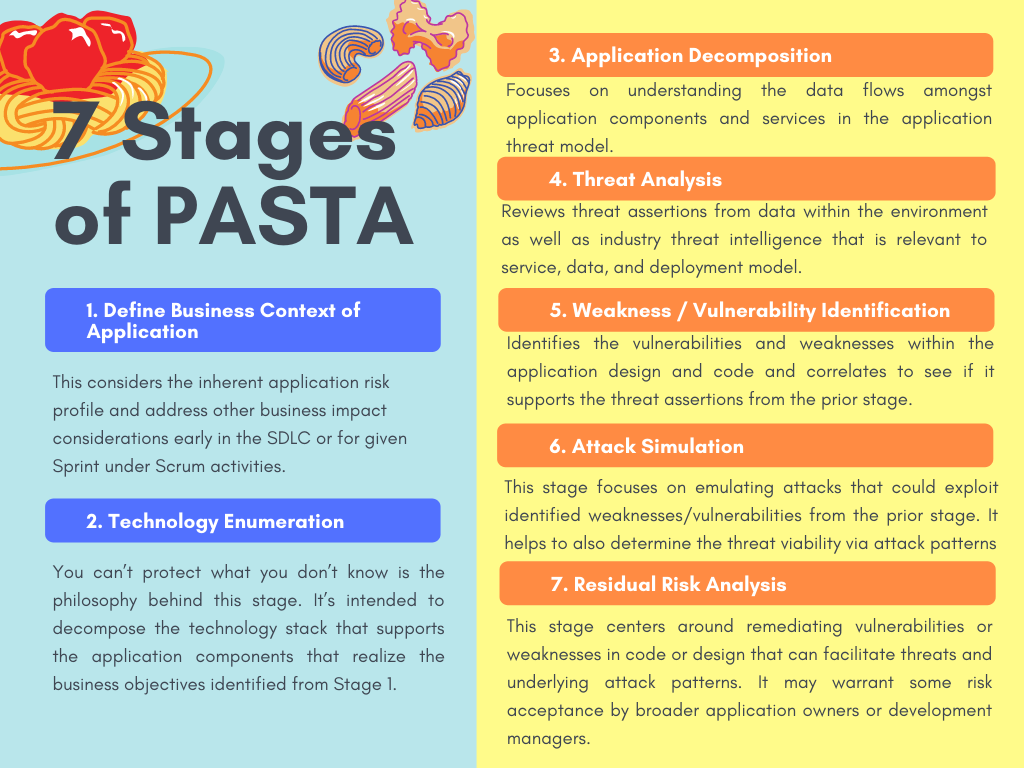 7 Stages
of PASTA
1. Define Business Context of
Application
This considers the inherent application risk
profile and address other business impact
considerations early in the SDLC or for given
Sprint under Scrum activities.
2. Technology Enumeration
You can’t protect what you don’t know is the
philosophy behind this stage. It’s intended to
decompose the technology stack that supports
the application components that realize the
business objectives identified from Stage 1.
3. Application Decomposition
Focuses on understanding the data flows amongst
application components and services in the application
threat model.
4. Threat Analysis
Reviews threat assertions from data within the environment
as well as industry threat intelligence that is relevant to
service, data, and deployment model.
5. Weakness / Vulnerability Identification
Identifies the vulnerabilities and weaknesses within the
application design and code and correlates to see if it
supports the threat assertions from the prior stage.
6. Attack Simulation
This stage focuses on emulating attacks that could exploit
identified weaknesses/vulnerabilities from the prior stage. It
helps to also determine the threat viability via attack patterns
7. Residual Risk Analysis
This stage centers around remediating vulnerabilities or
weaknesses in code or design that can facilitate threats and
underlying attack patterns. It may warrant some risk
acceptance by broader application owners or development
managers.